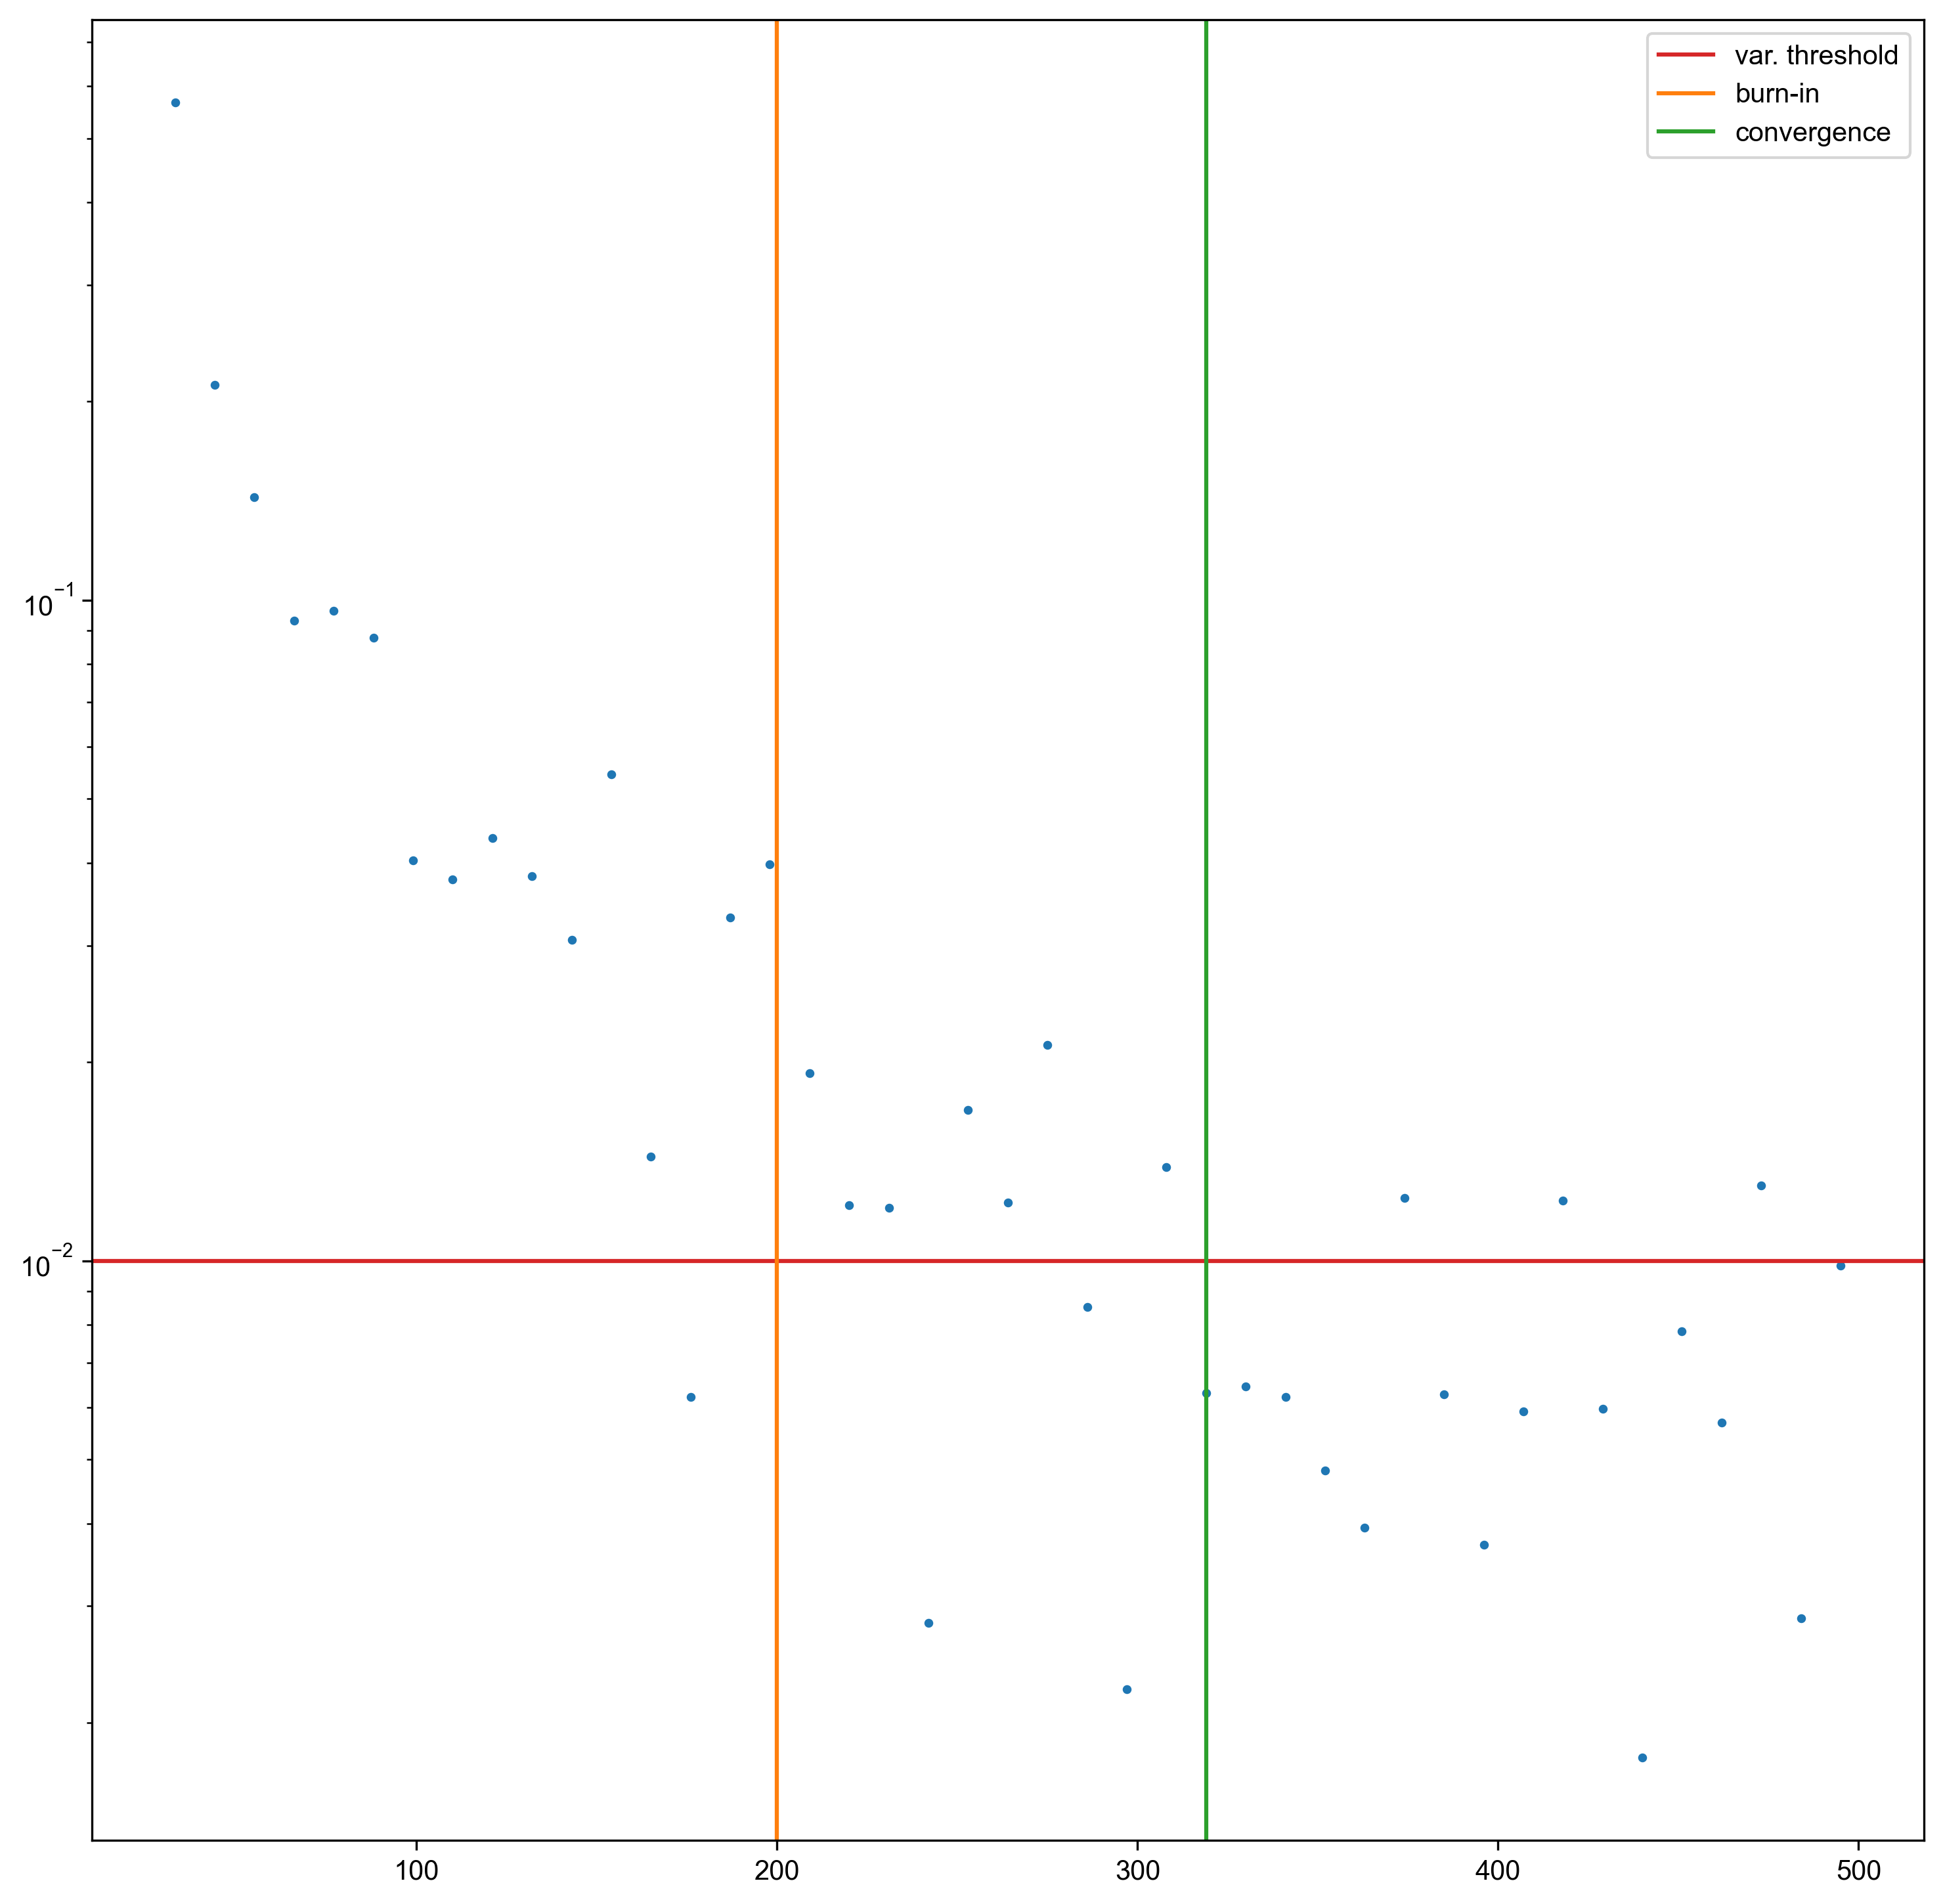 var. threshold
burn-in
convergence
10⁻¹
10⁻²
100 200 300 400 500